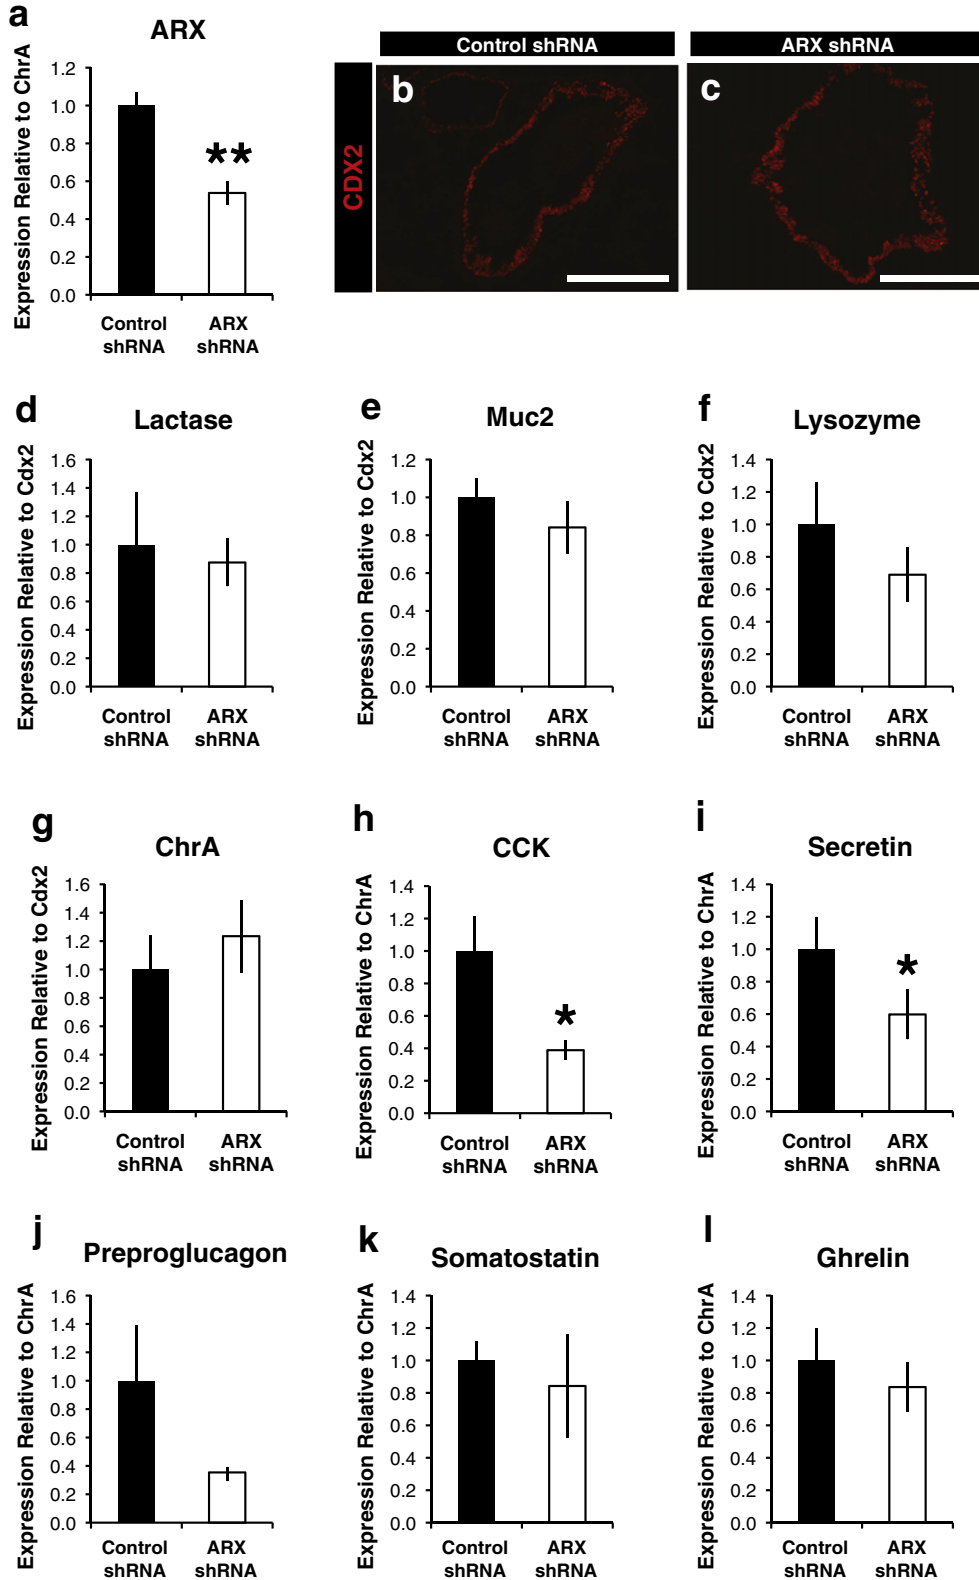 a
ARX
Expression Relative to ChrA
1.2
1.0
0.8
0.6
0.4
0.2
0.0
**
Control shRNA
ARX shRNA
Control shRNA
ARX shRNA
CDX2
b
c
d
Lactase
Expression Relative to Cdx2
1.6
1.4
1.2
1.0
0.8
0.6
0.4
0.2
0.0
Control shRNA
ARX shRNA
e
Muc2
Expression Relative to Cdx2
1.2
1.0
0.8
0.6
0.4
0.2
0.0
Control shRNA
ARX shRNA
f
Lysozyme
Expression Relative to Cdx2
1.4
1.2
1.0
0.8
0.6
0.4
0.2
0.0
Control shRNA
ARX shRNA
g
ChrA
Expression Relative to Cdx2
1.6
1.4
1.2
1.0
0.8
0.6
0.4
0.2
0.0
Control shRNA
ARX shRNA
h
CCK
Expression Relative to ChrA
1.4
1.2
1.0
0.8
0.6
0.4
0.2
0.0
*
Control shRNA
ARX shRNA
i
Secretin
Expression Relative to ChrA
1.4
1.2
1.0
0.8
0.6
0.4
0.2
0.0
*
Control shRNA
ARX shRNA
j
Preproglucagon
Expression Relative to ChrA
1.6
1.4
1.2
1.0
0.8
0.6
0.4
0.2
0.0
Control shRNA
ARX shRNA
k
Somatostatin
Expression Relative to ChrA
1.4
1.2
1.0
0.8
0.6
0.4
0.2
0.0
Control shRNA
ARX shRNA
l
Ghrelin
Expression Relative to ChrA
1.4
1.2
1.0
0.8
0.6
0.4
0.2
0.0
Control shRNA
ARX shRNA